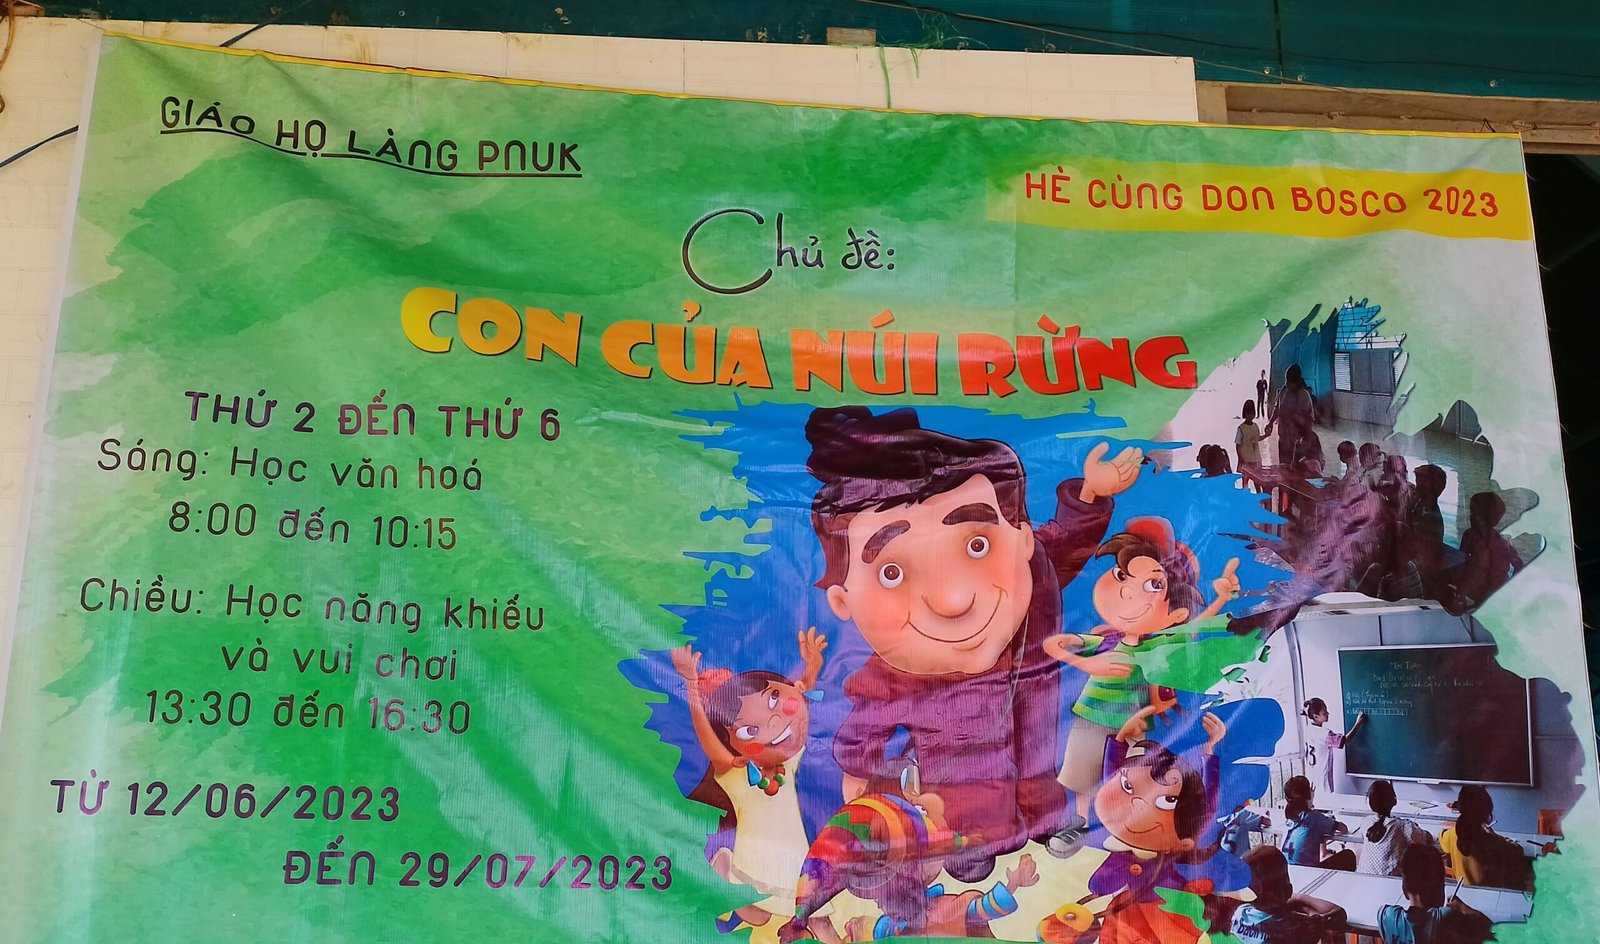 GIÁO HỌ LÀNG PNUK
HÈ CÙNG DON BOSCO 2023
Chủ đề:
CON CỦA NÚI RỪNG
THỨ 2 ĐẾN THỨ 6
Sáng: Học văn hoá
8:00 đến 10:15
Chiều: Học năng khiếu
và vui chơi
13:30 đến 16:30
TỪ 12/06/2023
ĐẾN 29/07/2023